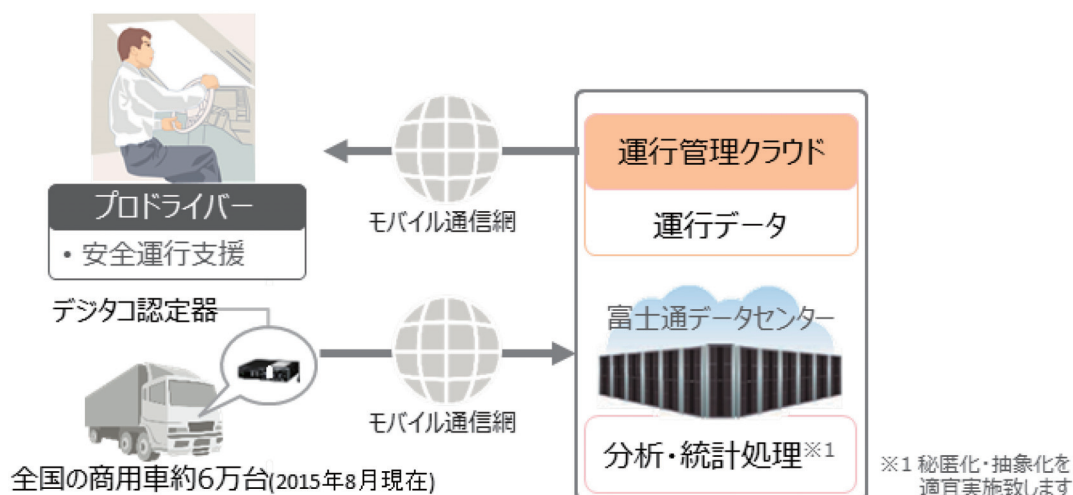 プロドライバー
・安全運行支援
デジタコ認定器
全国の商用車約6万台(2015年8月現在)
モバイル通信網
モバイル通信網
運行管理クラウド
運行データ
富士通データセンター
分析・統計処理※1
※1 秘匿化・抽象化を
適宜実施致します